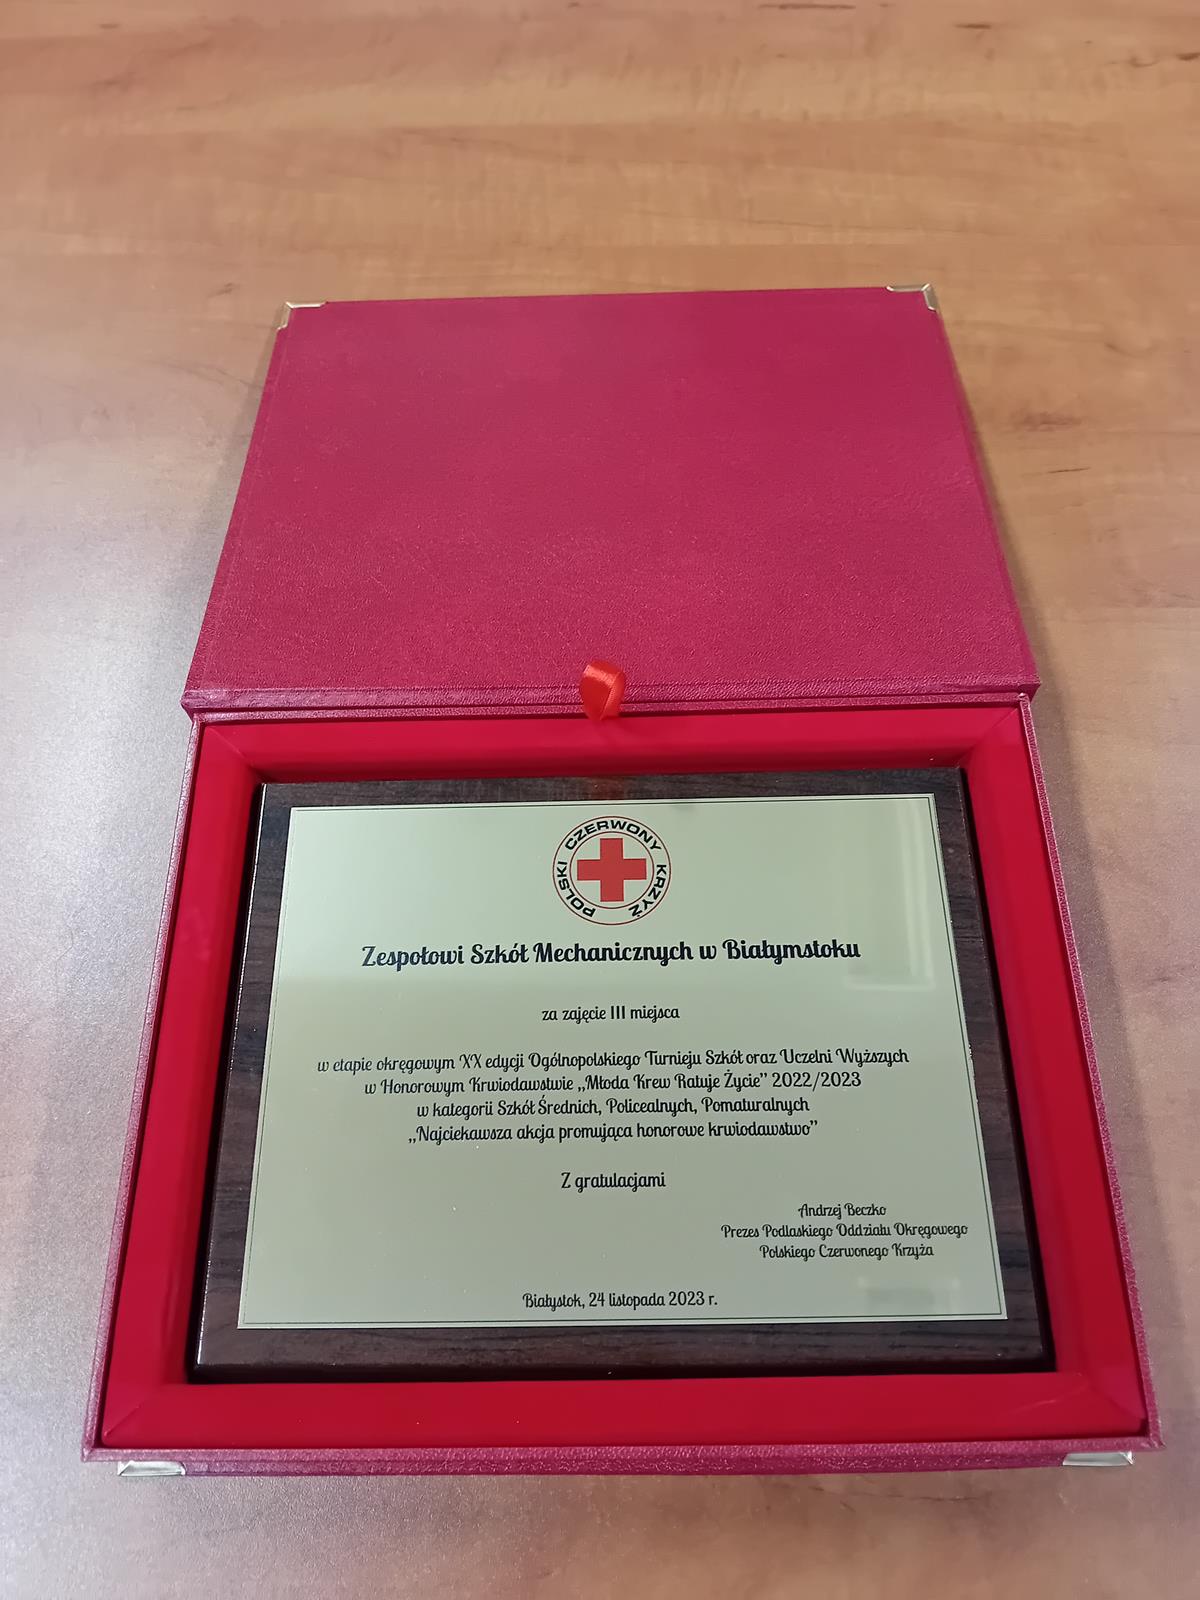 POLSKI CZERWONY KRZYŻ
Zespołowi Szkół Mechanicznych w Białymstoku
za zajęcie III miejsca
w etapie okręgowym XX edycji Ogólnopolskiego Turnieju Szkół oraz Uczelni Wyższych
w Honorowym Krwiodawstwie „Młoda Krew Ratuje Życie” 2022/2023
w kategorii Szkół Średnich, Policealnych, Pomaturalnych
„Najciekawsza akcja promująca honorowe krwiodawstwo”
Z gratulacjami
Andrzej Beczko
Prezes Podlaskiego Oddziału Okręgowego
Polskiego Czerwonego Krzyża
Białystok, 24 listopada 2023 r.